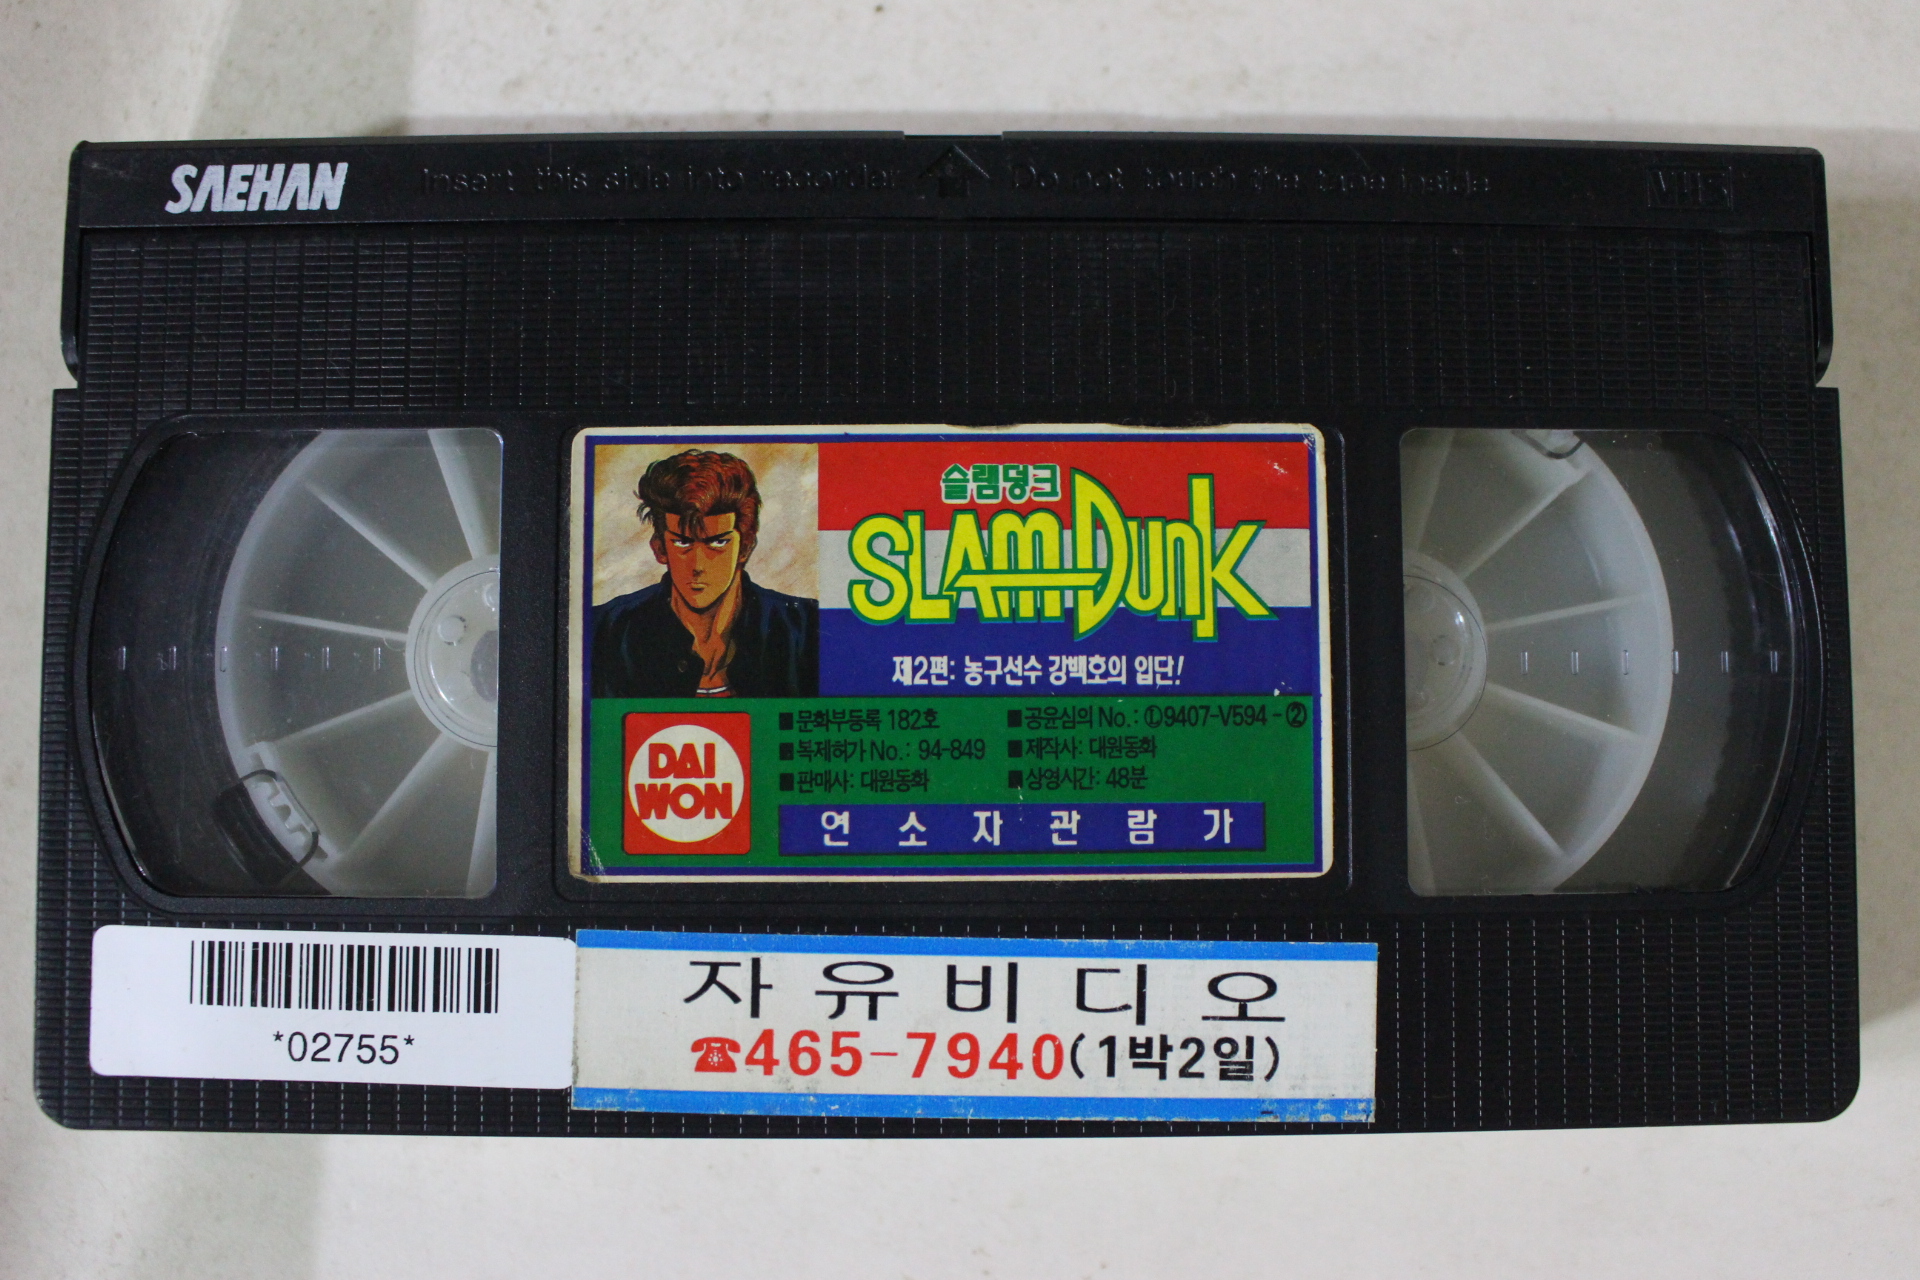 SAEHAN
Insert this side into recorder Do not touch the tape inside VHS
슬램덩크
SLAM DUNK
제2편: 농구선수 강백호의 입단!
DAI WON
■문화부등록 182호 ■공윤심의 No.: ①9407-V594-②
■복제허가 No.: 94-849 ■제작사: 대원동화
■판매사: 대원동화 ■상영시간: 48분
연소자관람가
*02755*
자유비디오
☎465-7940(1박2일)